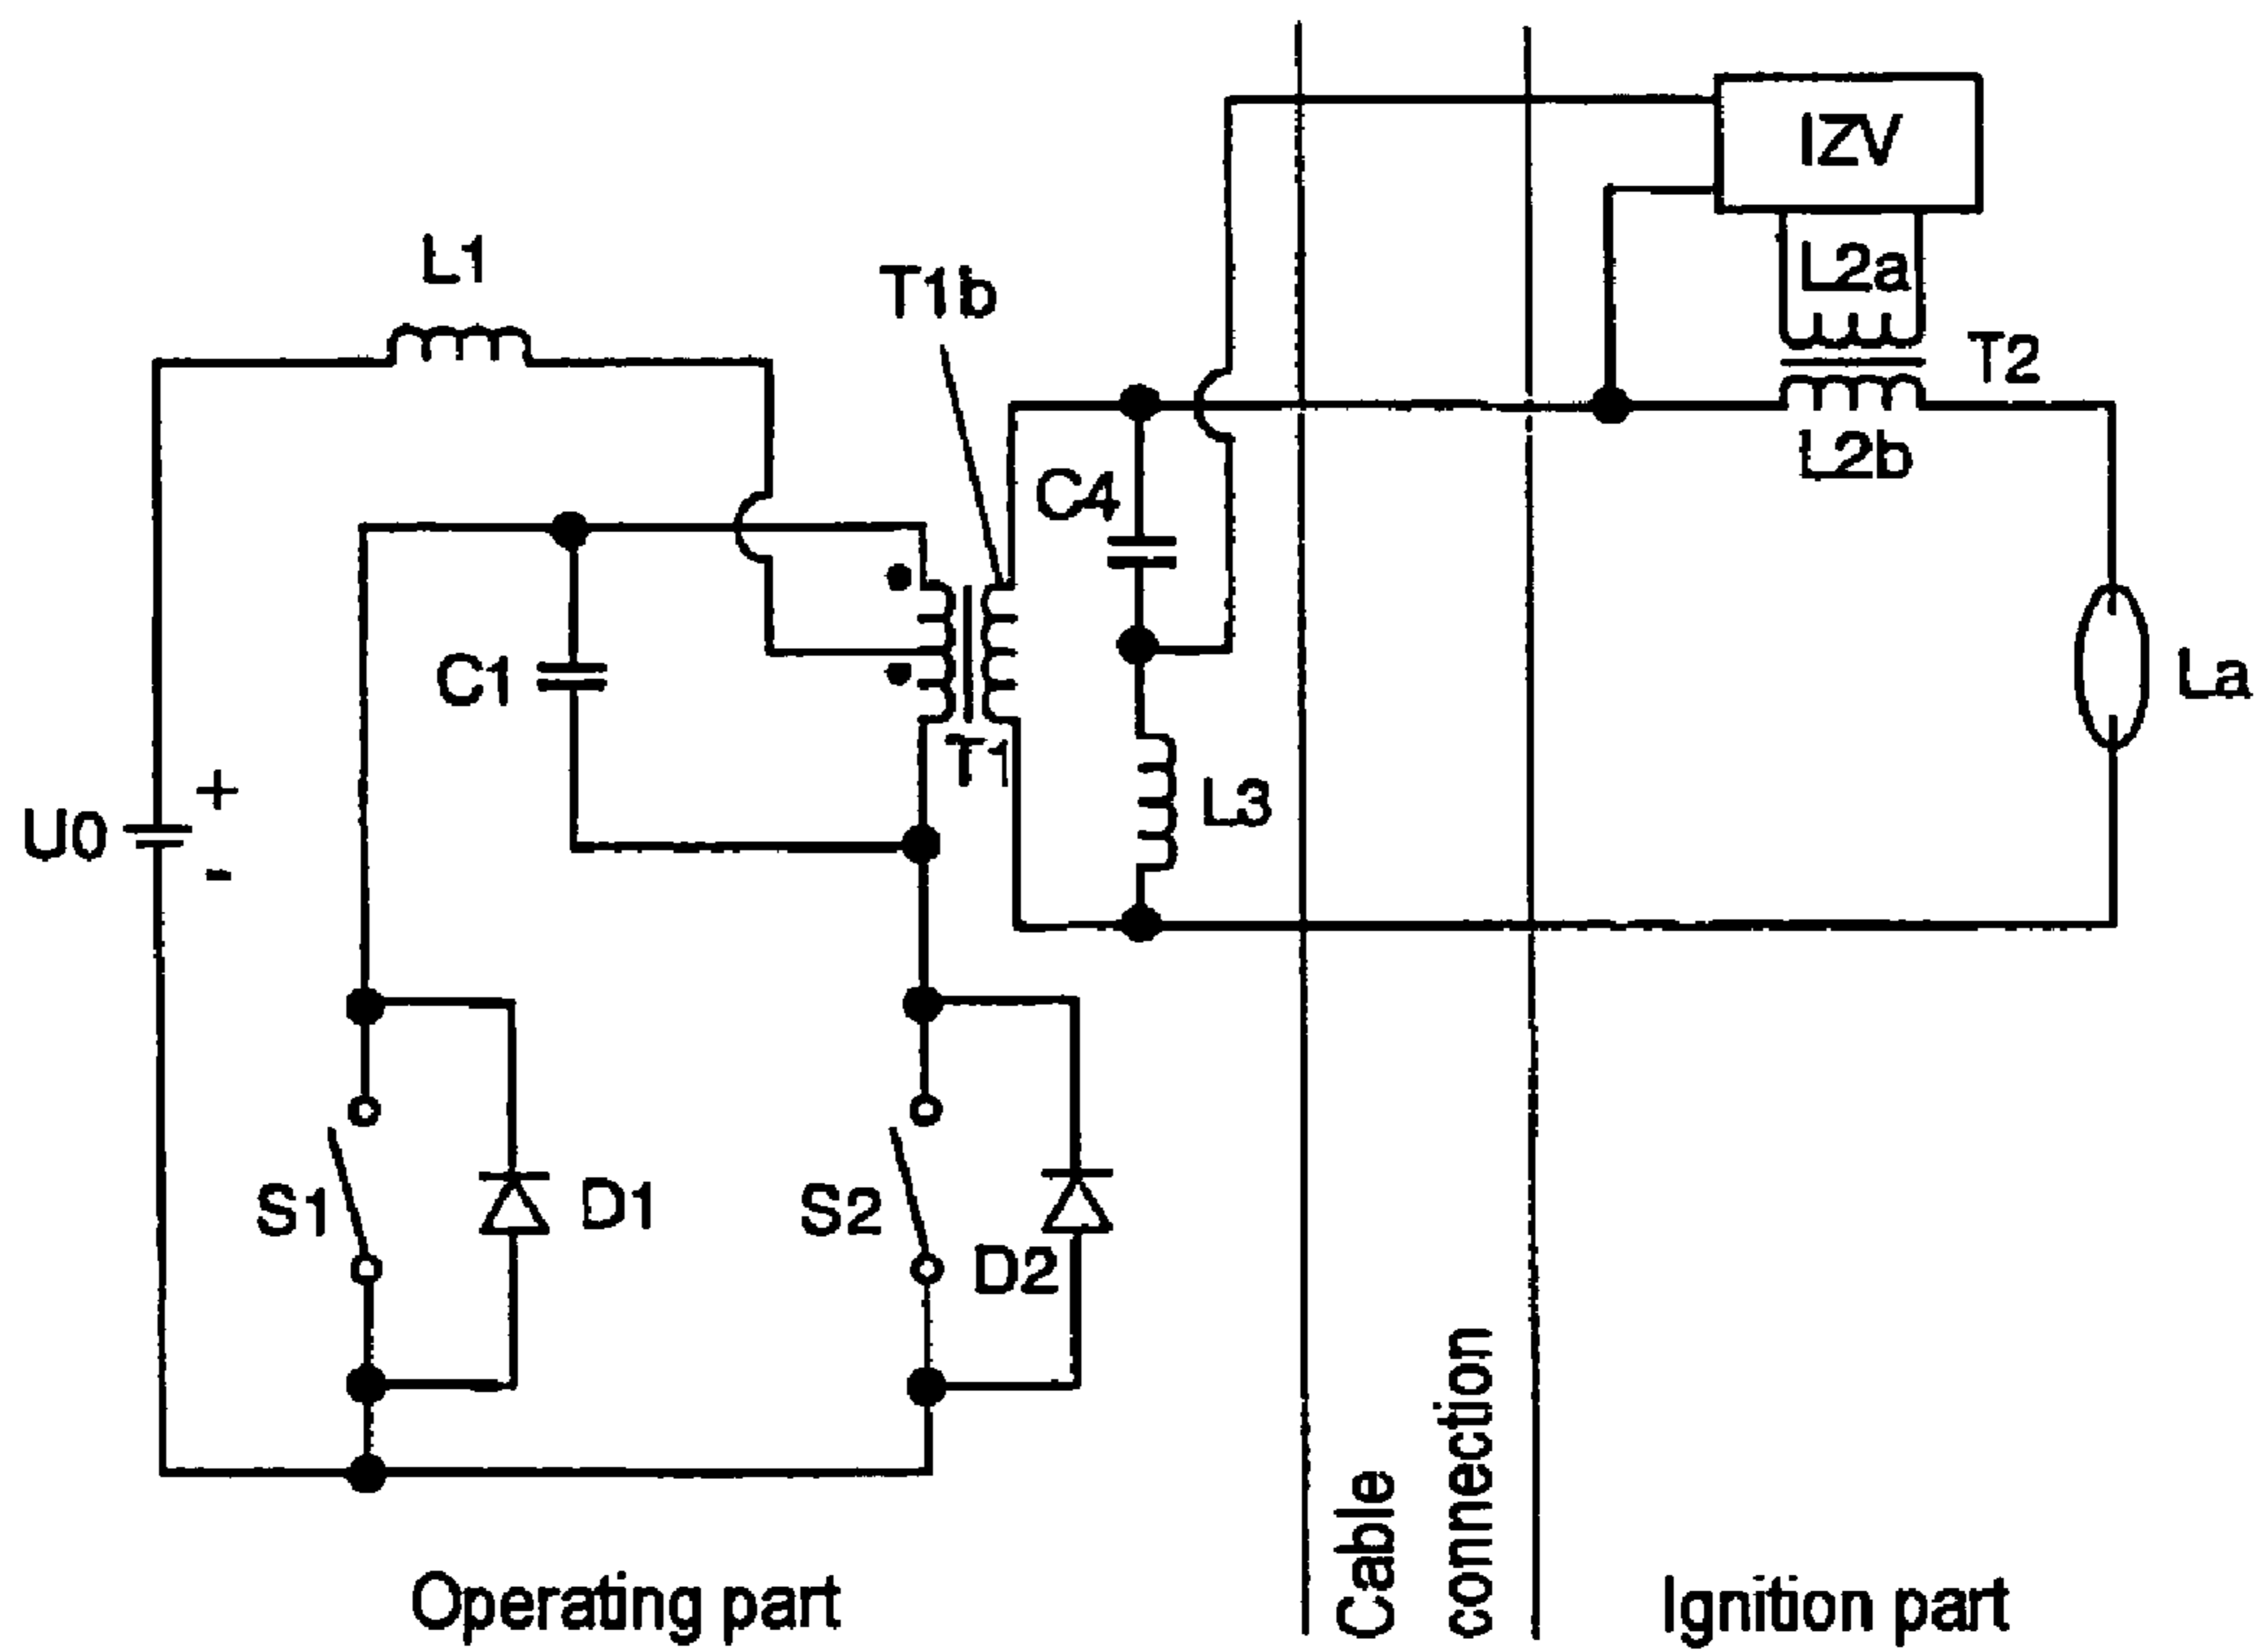 IZV
L2a
L1
T1b
T2
L2b
C4
C1
La
T1
L3
+
U0
-
S1
D1
S2
D2
Cable
connection
Operating part
Ignition part